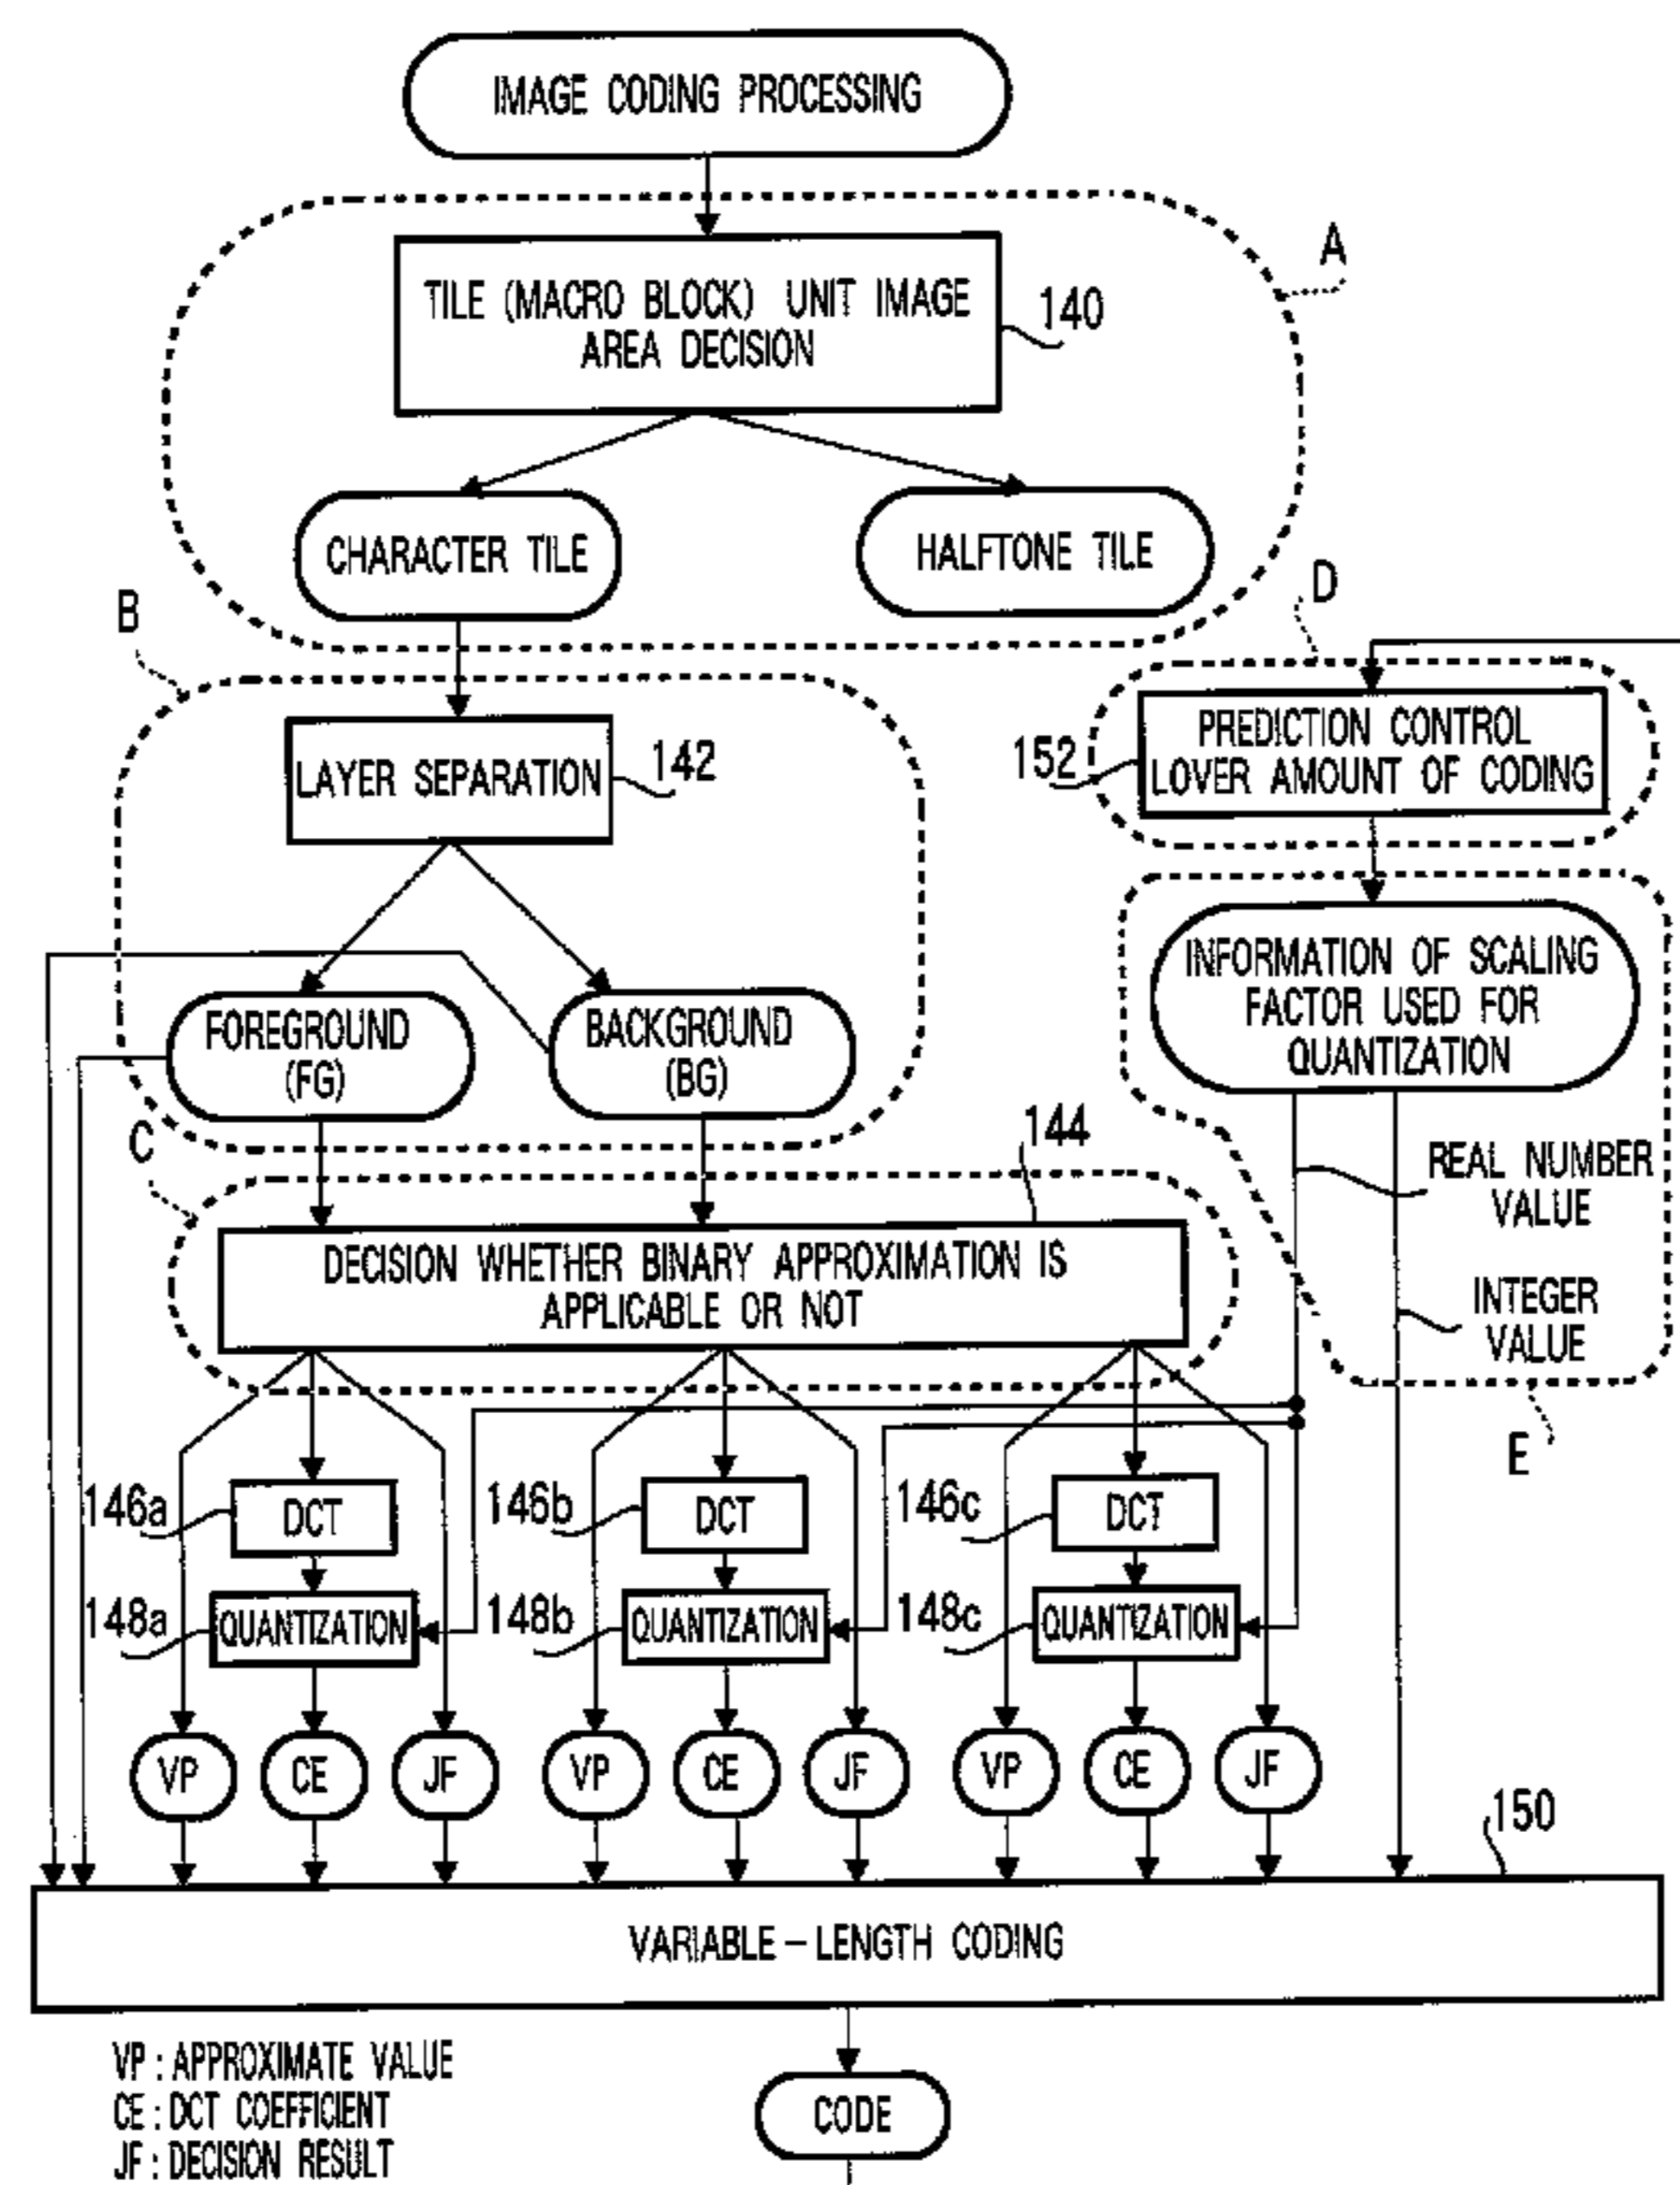 IMAGE CODING PROCESSING
A
TILE (MACRO BLOCK) UNIT IMAGE
AREA DECISION
140
CHARACTER TILE
HALFTONE TILE
B
D
LAYER SEPARATION
142
152
PREDICTION CONTROL
LOVER AMOUNT OF CODING
FOREGROUND
(FG)
BACKGROUND
(BG)
INFORMATION OF SCALING
FACTOR USED FOR
QUANTIZATION
C
144
REAL NUMBER
VALUE
DECISION WHETHER BINARY APPROXIMATION IS
APPLICABLE OR NOT
INTEGER
VALUE
E
146a
DCT
146b
DCT
146c
DCT
148a
QUANTIZATION
148b
QUANTIZATION
148c
QUANTIZATION
VP
CE
JF
VP
CE
JF
VP
CE
JF
150
VARIABLE-LENGTH CODING
VP : APPROXIMATE VALUE
CE : DCT COEFFICIENT
JF : DECISION RESULT
CODE